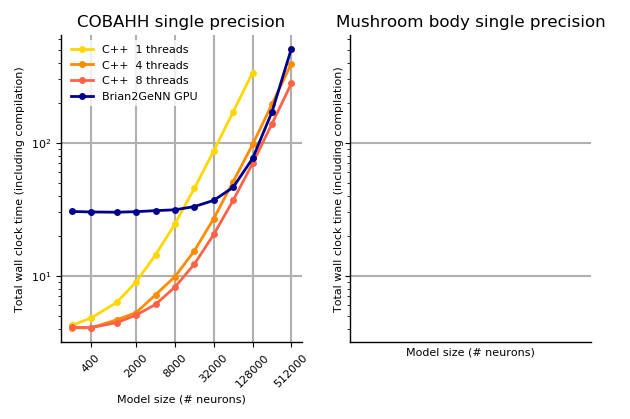 COBAHH single precision
Mushroom body single precision
C++ 1 threads
C++ 4 threads
C++ 8 threads
Brian2GeNN GPU
Total wall clock time (including compilation)
10²
10¹
400
2000
8000
32000
128000
512000
Model size (# neurons)
Total wall clock time (including compilation)
10²
10¹
Model size (# neurons)